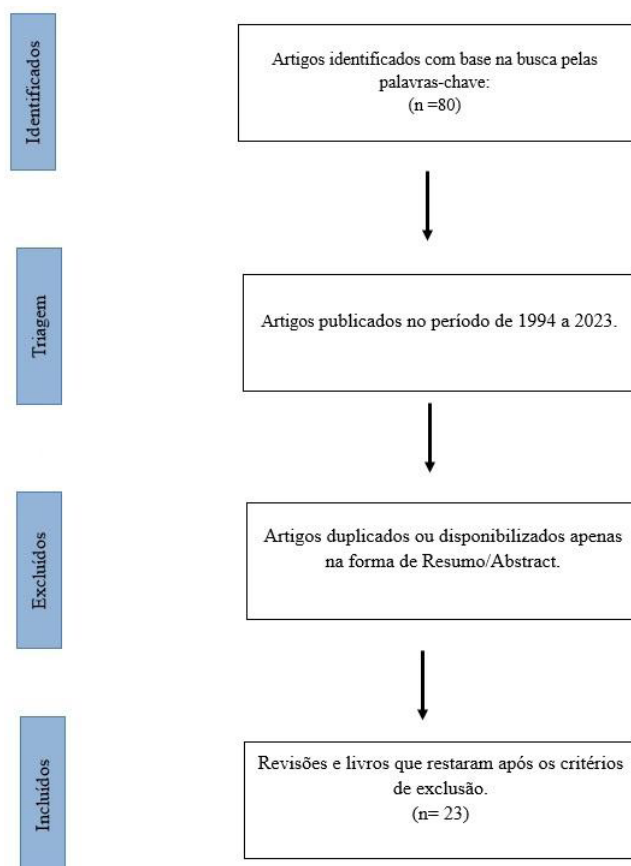 Identificados
Artigos identificados com base na busca pelas
palavras-chave:
(n =80)
Triagem
Artigos publicados no período de 1994 a 2023.
Excluídos
Artigos duplicados ou disponibilizados apenas
na forma de Resumo/Abstract.
Incluídos
Revisões e livros que restaram após os critérios
de exclusão.
(n= 23)